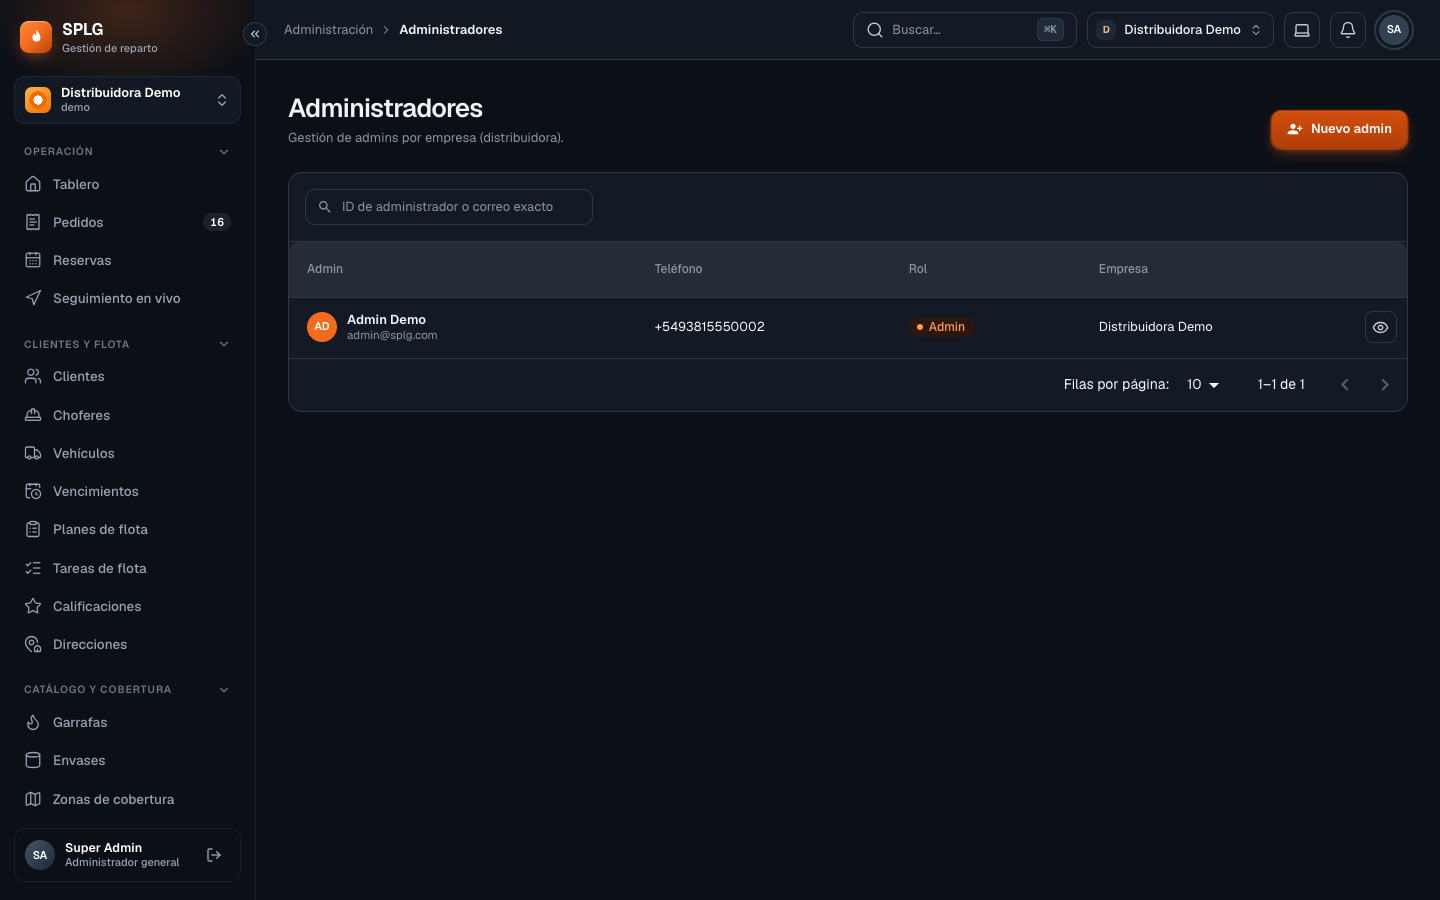 SPLG
Gestión de reparto
Distribuidora Demo
demo
OPERACIÓN
Tablero
Pedidos 16
Reservas
Seguimiento en vivo
CLIENTES Y FLOTA
Clientes
Choferes
Vehículos
Vencimientos
Planes de flota
Tareas de flota
Calificaciones
Direcciones
CATÁLOGO Y COBERTURA
Garrafas
Envases
Zonas de cobertura
SA
Super Admin
Administrador general
Administración > Administradores
Buscar... ⌘K
D Distribuidora Demo
SA
Administradores
Gestión de admins por empresa (distribuidora).
Nuevo admin
ID de administrador o correo exacto
Admin Teléfono Rol Empresa
AD Admin Demo +5493815550002 Admin Distribuidora Demo
admin@splg.com
Filas por página: 10 1–1 de 1